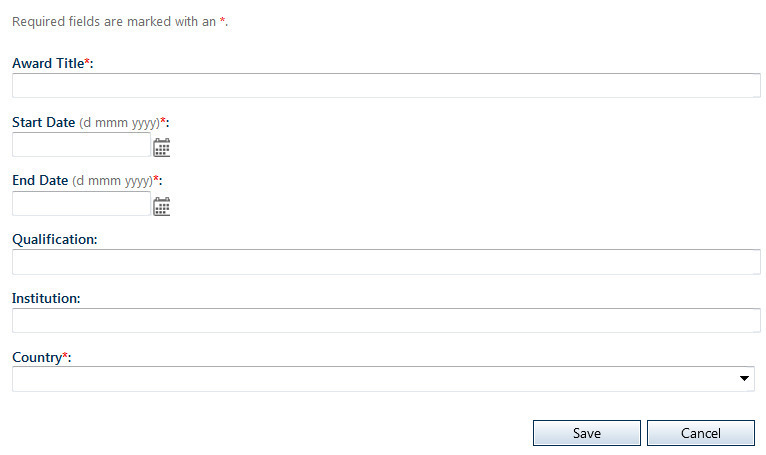 Required fields are marked with an *.
Award Title*:
Start Date (d mmm yyyy)*:
End Date (d mmm yyyy)*:
Qualification:
Institution:
Country*:
Save Cancel